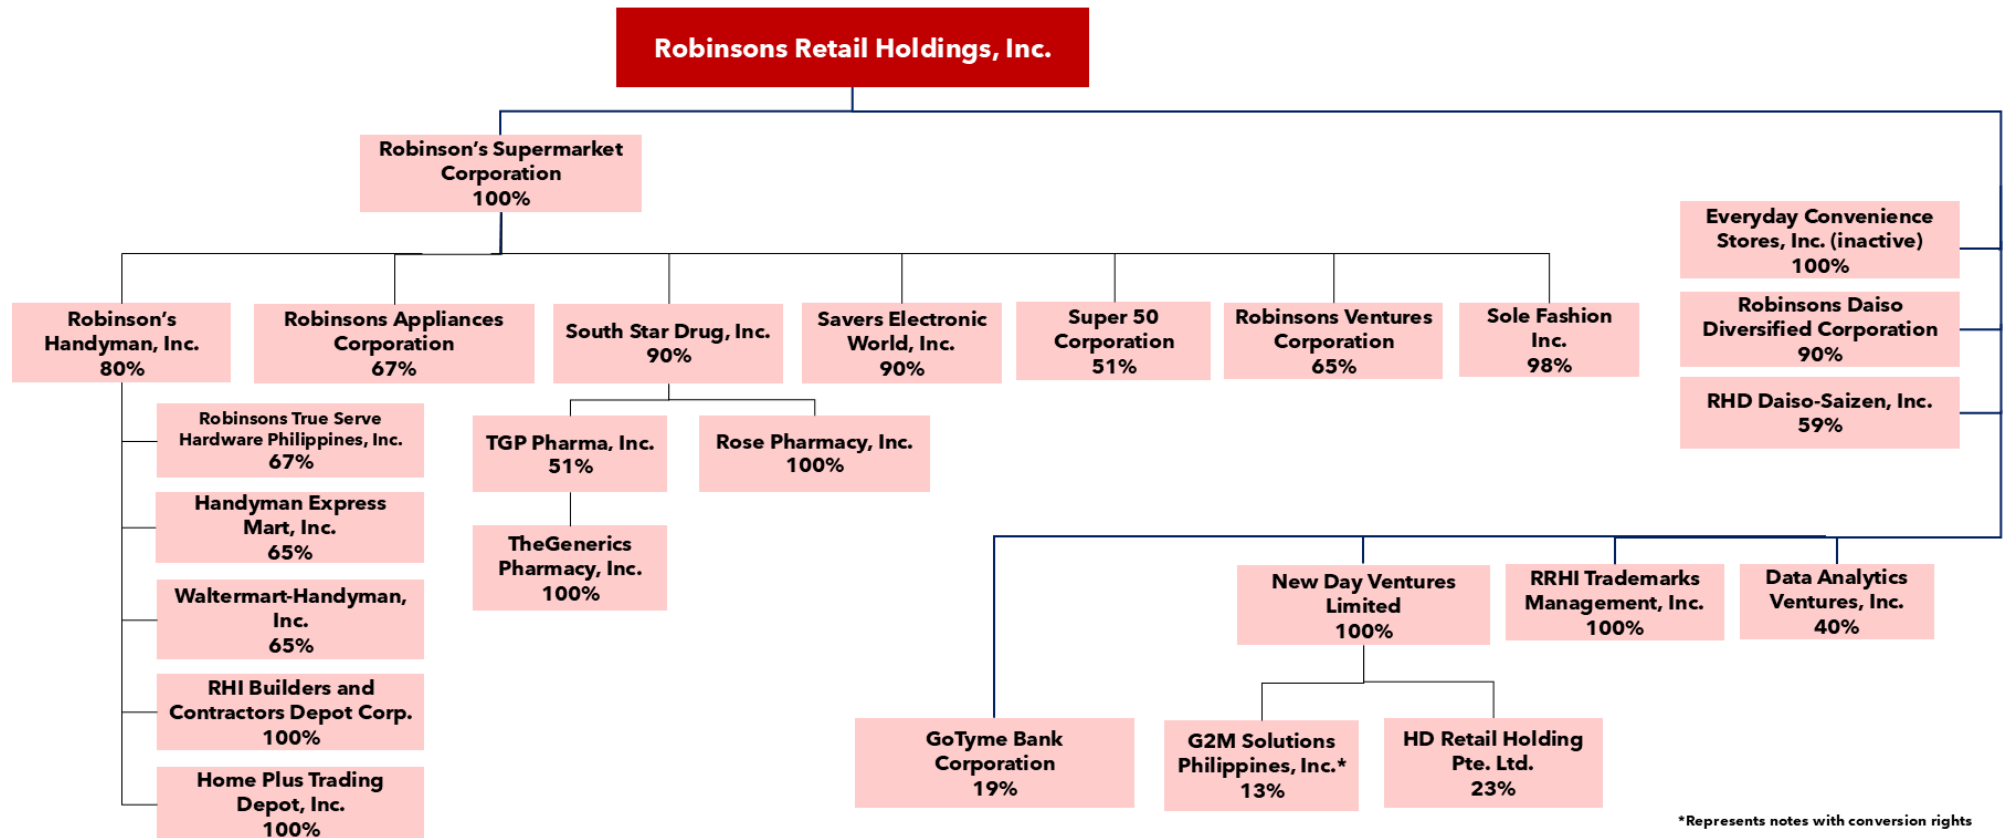 Robinsons Retail Holdings, Inc.
Robinson’s Supermarket
Corporation
100%
Everyday Convenience
Stores, Inc. (inactive)
100%
Robinsons Daiso
Diversified Corporation
90%
RHD Daiso-Saizen, Inc.
59%
Robinson’s
Handyman, Inc.
80%
Robinsons Appliances
Corporation
67%
South Star Drug, Inc.
90%
Savers Electronic
World, Inc.
90%
Super 50
Corporation
51%
Robinsons Ventures
Corporation
65%
Sole Fashion
Inc.
98%
Robinsons True Serve
Hardware Philippines, Inc.
67%
Handyman Express
Mart, Inc.
65%
Waltermart-Handyman,
Inc.
65%
RHI Builders and
Contractors Depot Corp.
100%
Home Plus Trading
Depot, Inc.
100%
TGP Pharma, Inc.
51%
Rose Pharmacy, Inc.
100%
TheGenerics
Pharmacy, Inc.
100%
New Day Ventures
Limited
100%
RRHI Trademarks
Management, Inc.
100%
Data Analytics
Ventures, Inc.
40%
GoTyme Bank
Corporation
19%
G2M Solutions
Philippines, Inc.*
13%
HD Retail Holding
Pte. Ltd.
23%
*Represents notes with conversion rights